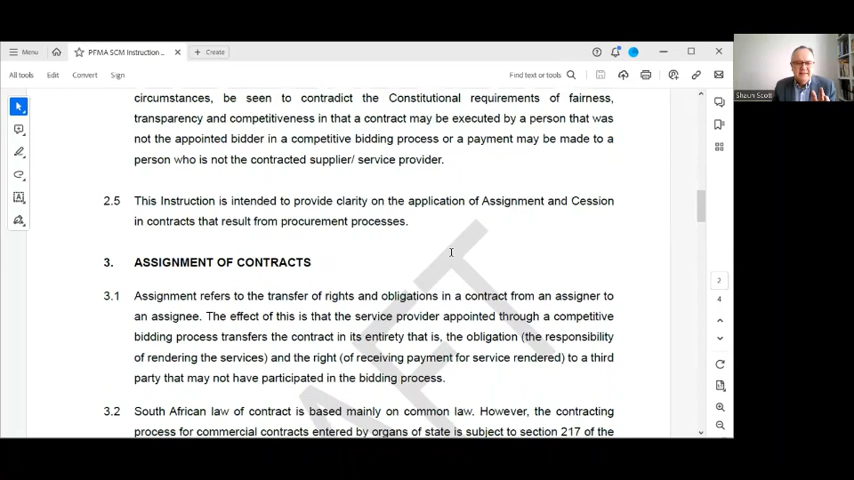 Menu
PFMA SCM Instruction ...
Create
All tools
Edit
Convert
Sign
Find text or tools
circumstances, be seen to contradict the Constitutional requirements of fairness,
transparency and competitiveness in that a contract may be executed by a person that was
not the appointed bidder in a competitive bidding process or a payment may be made to a
person who is not the contracted supplier/ service provider.
2.5 This Instruction is intended to provide clarity on the application of Assignment and Cession
in contracts that result from procurement processes.
3. ASSIGNMENT OF CONTRACTS
3.1 Assignment refers to the transfer of rights and obligations in a contract from an assigner to
an assignee. The effect of this is that the service provider appointed through a competitive
bidding process transfers the contract in its entirety that is, the obligation (the responsibility
of rendering the services) and the right (of receiving payment for service rendered) to a third
party that may not have participated in the bidding process.
3.2 South African law of contract is based mainly on common law. However, the contracting
process for commercial contracts entered by organs of state is subject to section 217 of the
AFT
2
4
Shaun Scott